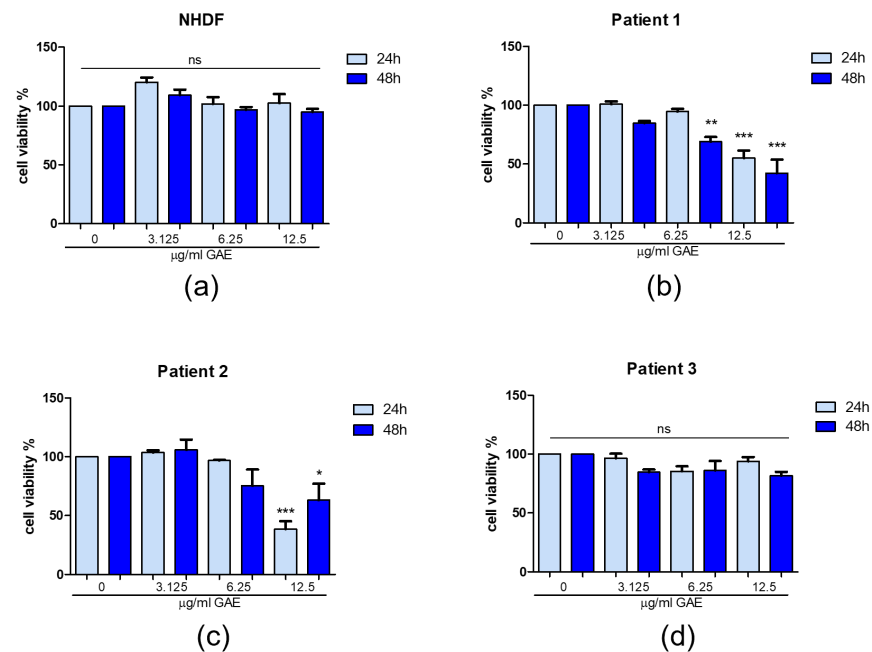 NHDF
150
100
50
0
cell viability %
ns
24h
48h
0 3.125 6.25 12.5
µg/ml GAE
(a)
Patient 1
150
100
50
0
cell viability %
** *** ***
24h
48h
0 3.125 6.25 12.5
µg/ml GAE
(b)
Patient 2
150
100
50
0
cell viability %
*** *
24h
48h
0 3.125 6.25 12.5
µg/ml GAE
(c)
Patient 3
150
100
50
0
cell viability %
ns
24h
48h
0 3.125 6.25 12.5
µg/ml GAE
(d)